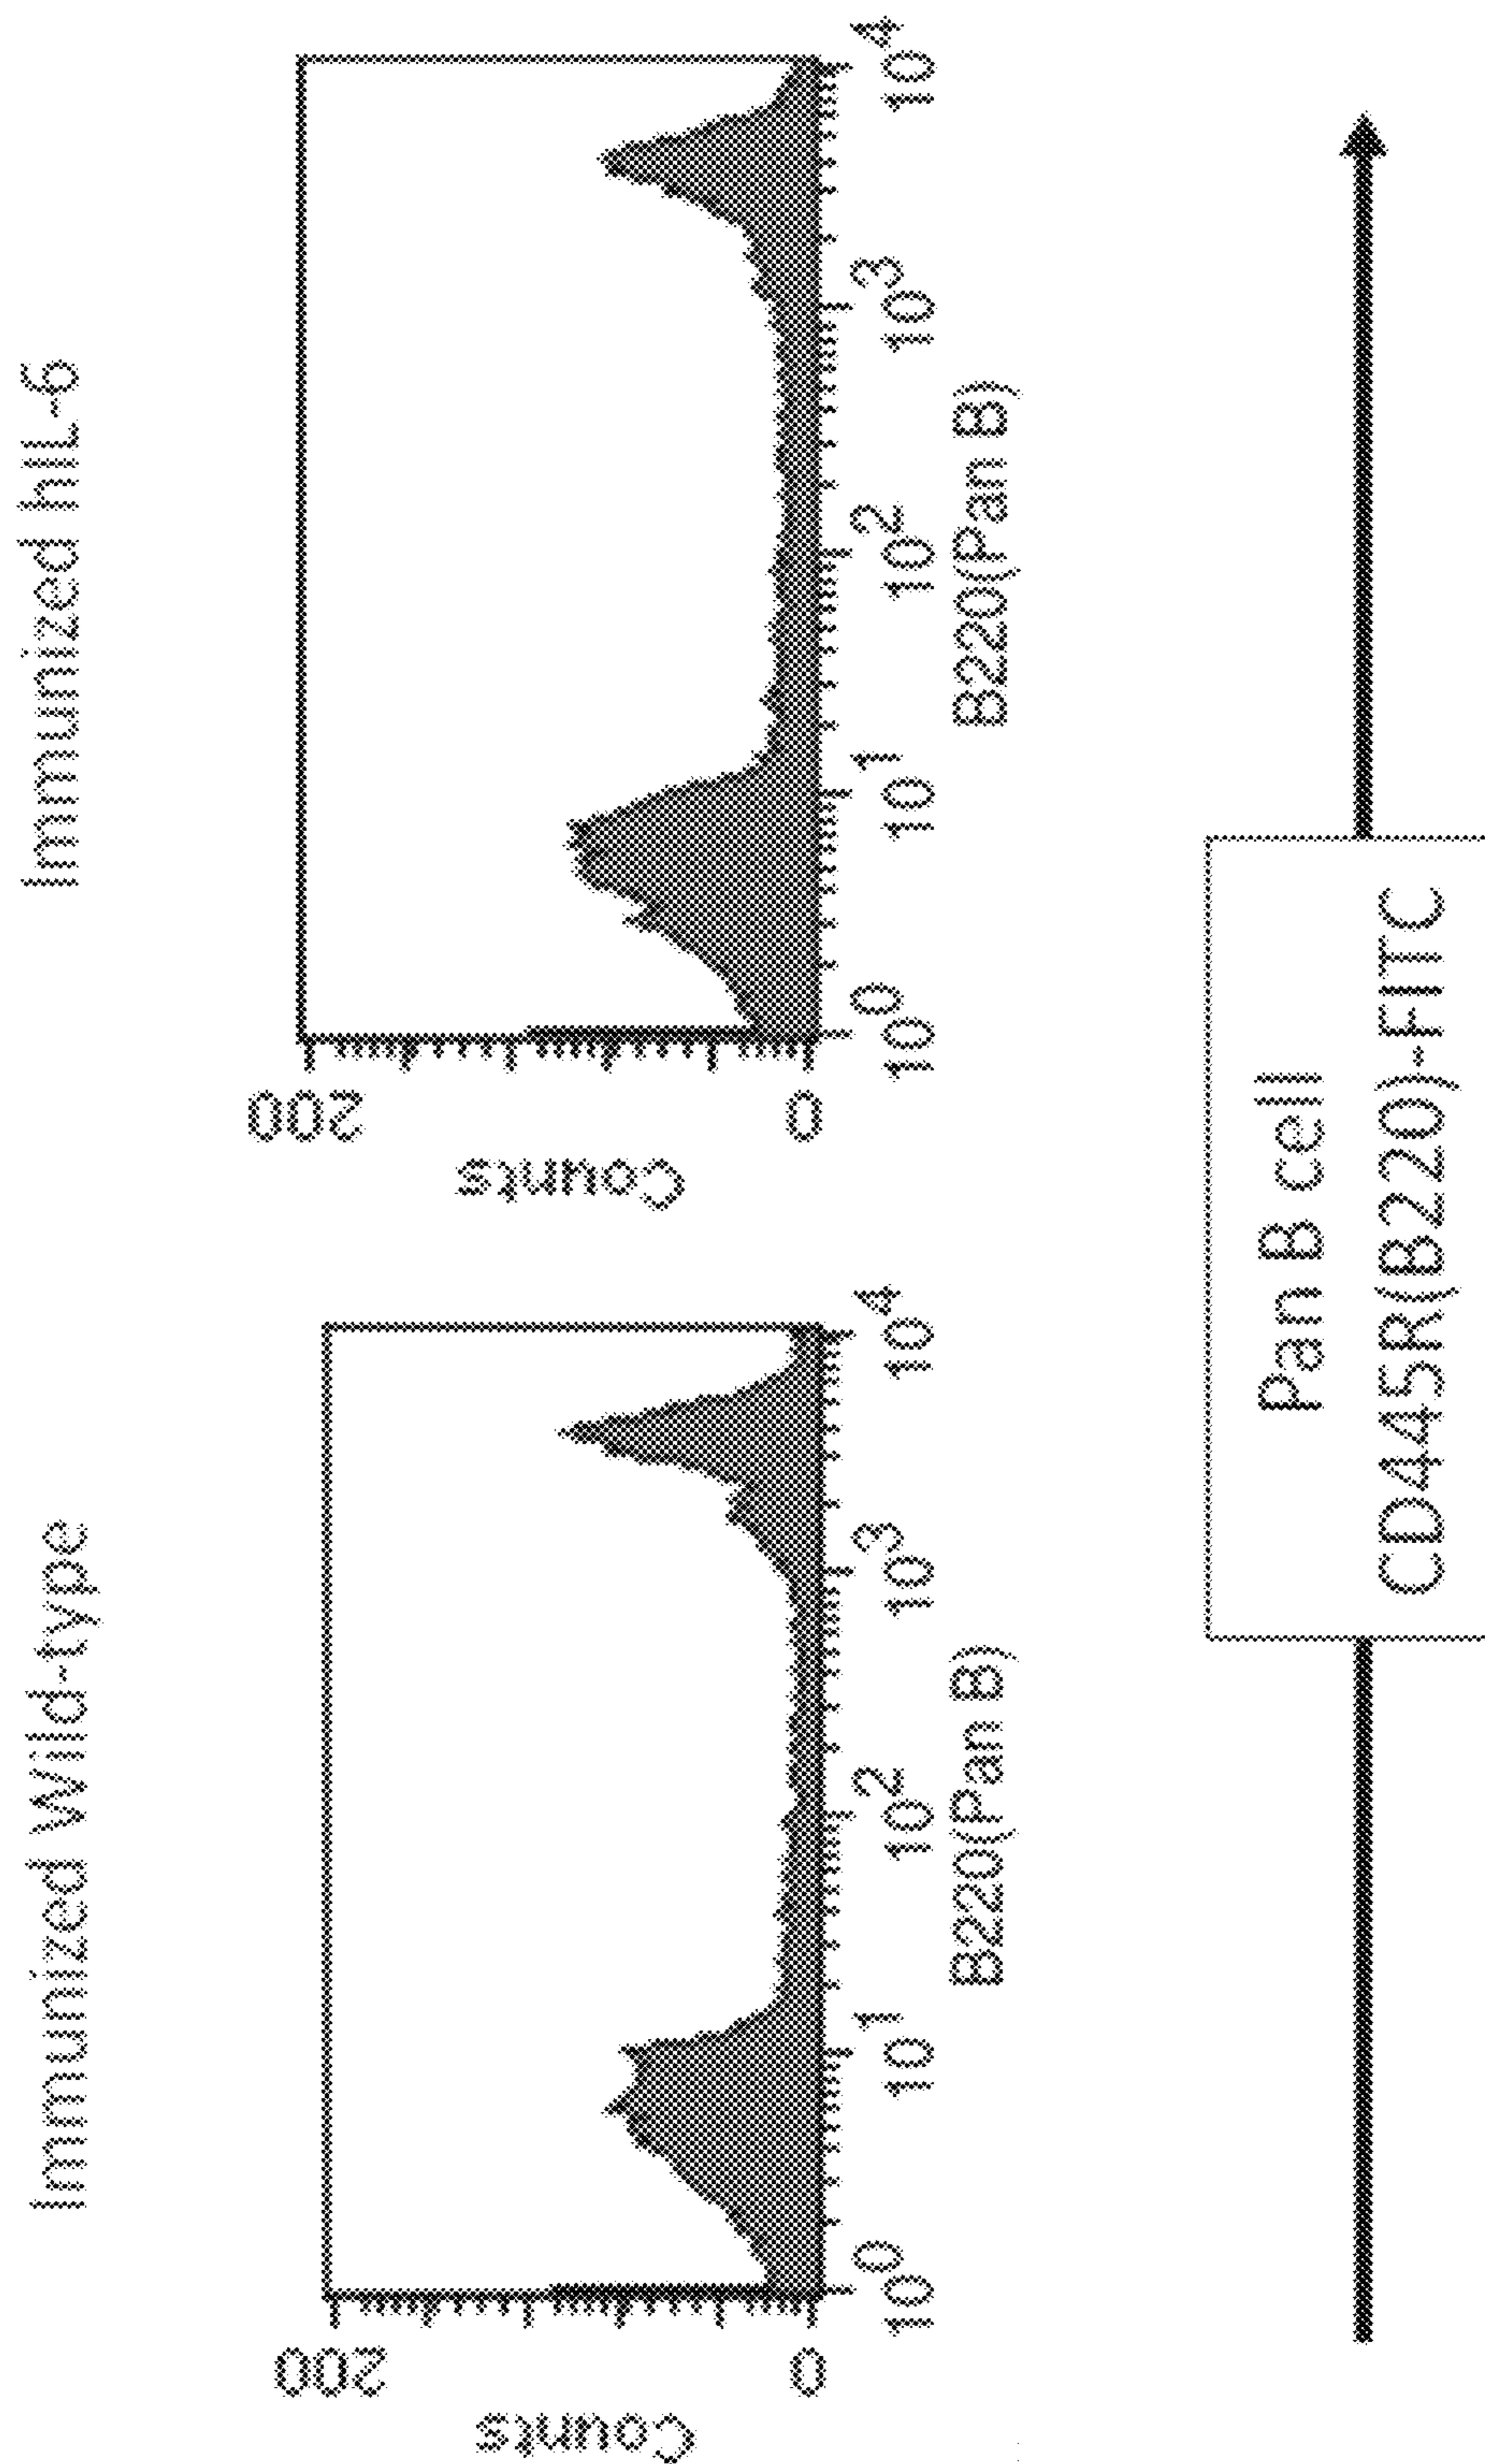 Immunized Wild-type
Immunized hIL-6
200
Counts
0
10^0 10^1 10^2 10^3 10^4
B220(Pan B)
200
Counts
0
10^0 10^1 10^2 10^3 10^4
B220(Pan B)
Pan B cell
CD445R(B220)-FITC